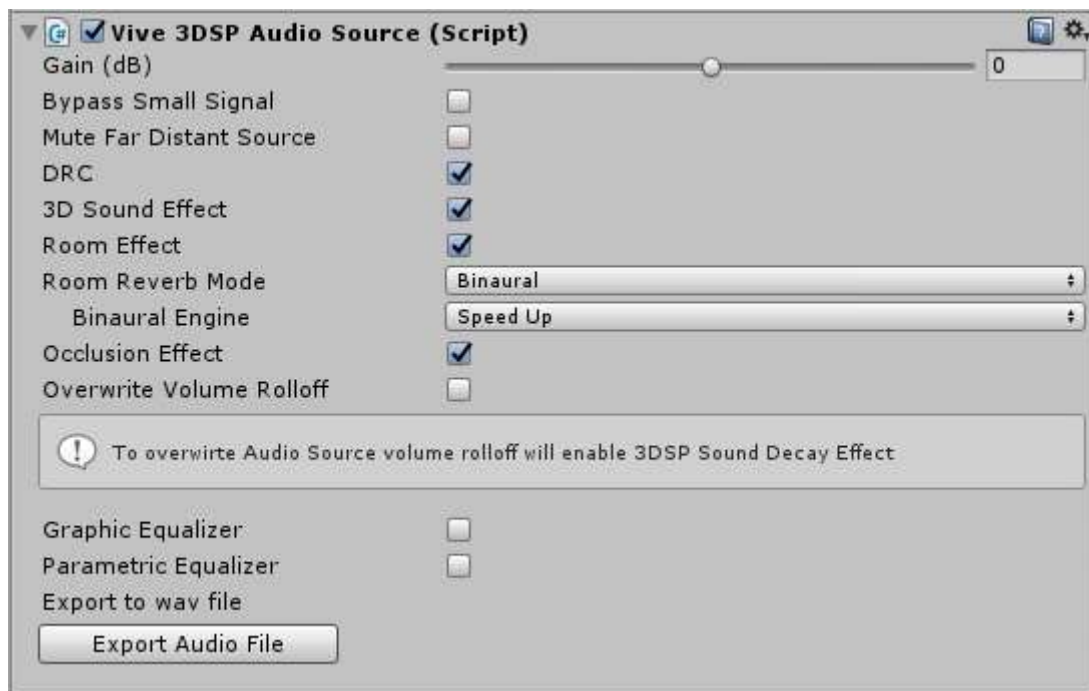 Vive 3DSP Audio Source (Script)
Gain (dB) 0
Bypass Small Signal
Mute Far Distant Source
DRC
3D Sound Effect
Room Effect
Room Reverb Mode Binaural
Binaural Engine Speed Up
Occlusion Effect
Overwrite Volume Rolloff
To overwirte Audio Source volume rolloff will enable 3DSP Sound Decay Effect
Graphic Equalizer
Parametric Equalizer
Export to wav file
Export Audio File